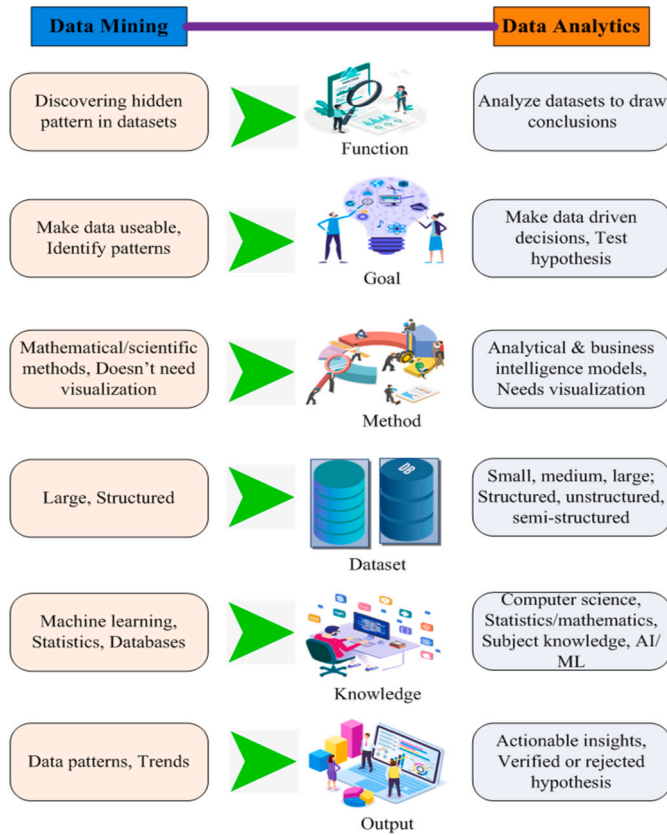 Data Mining
Data Analytics
Discovering hidden
pattern in datasets
Function
Analyze datasets to draw
conclusions
Make data useable,
Identify patterns
Goal
Make data driven
decisions, Test
hypothesis
Mathematical/scientific
methods, Doesn't need
visualization
Method
Analytical & business
intelligence models,
Needs visualization
Large, Structured
DB
Dataset
Small, medium, large;
Structured, unstructured,
semi-structured
Machine learning,
Statistics, Databases
Knowledge
Computer science,
Statistics/mathematics,
Subject knowledge, AI/
ML
Data patterns, Trends
Output
Actionable insights,
Verified or rejected
hypothesis